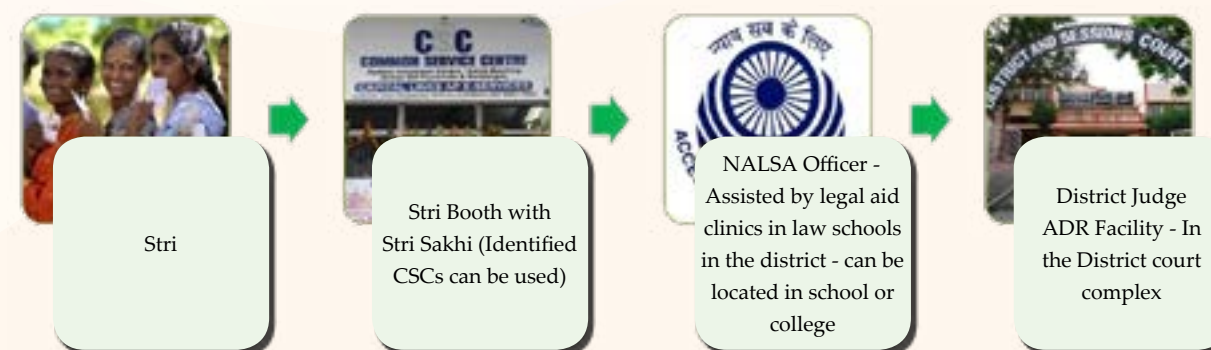 CSC
COMMON SERVICE CENTRE
न्याय सब के लिए
ACCE
DISTRICT AND SESSIONS COURT
Stri
Stri Booth with
Stri Sakhi (Identified
CSCs can be used)
NALSA Officer -
Assisted by legal aid
clinics in law schools
in the district - can be
located in school or
college
District Judge
ADR Facility - In
the District court
complex